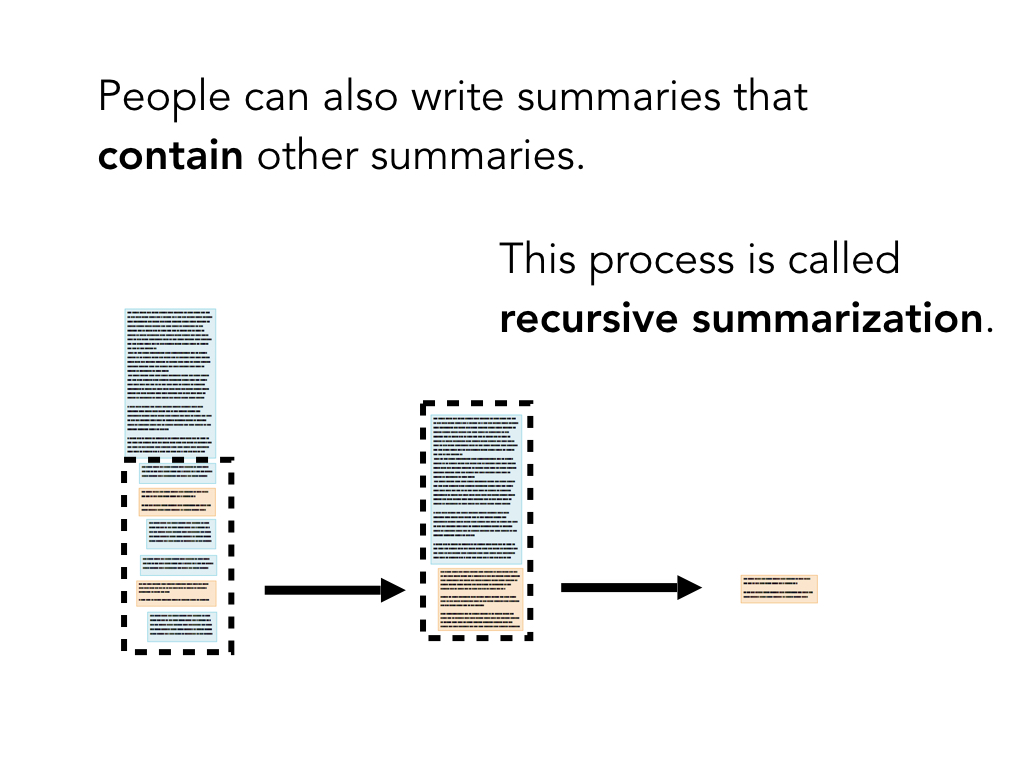 People can also write summaries that
contain other summaries.
This process is called
recursive summarization.